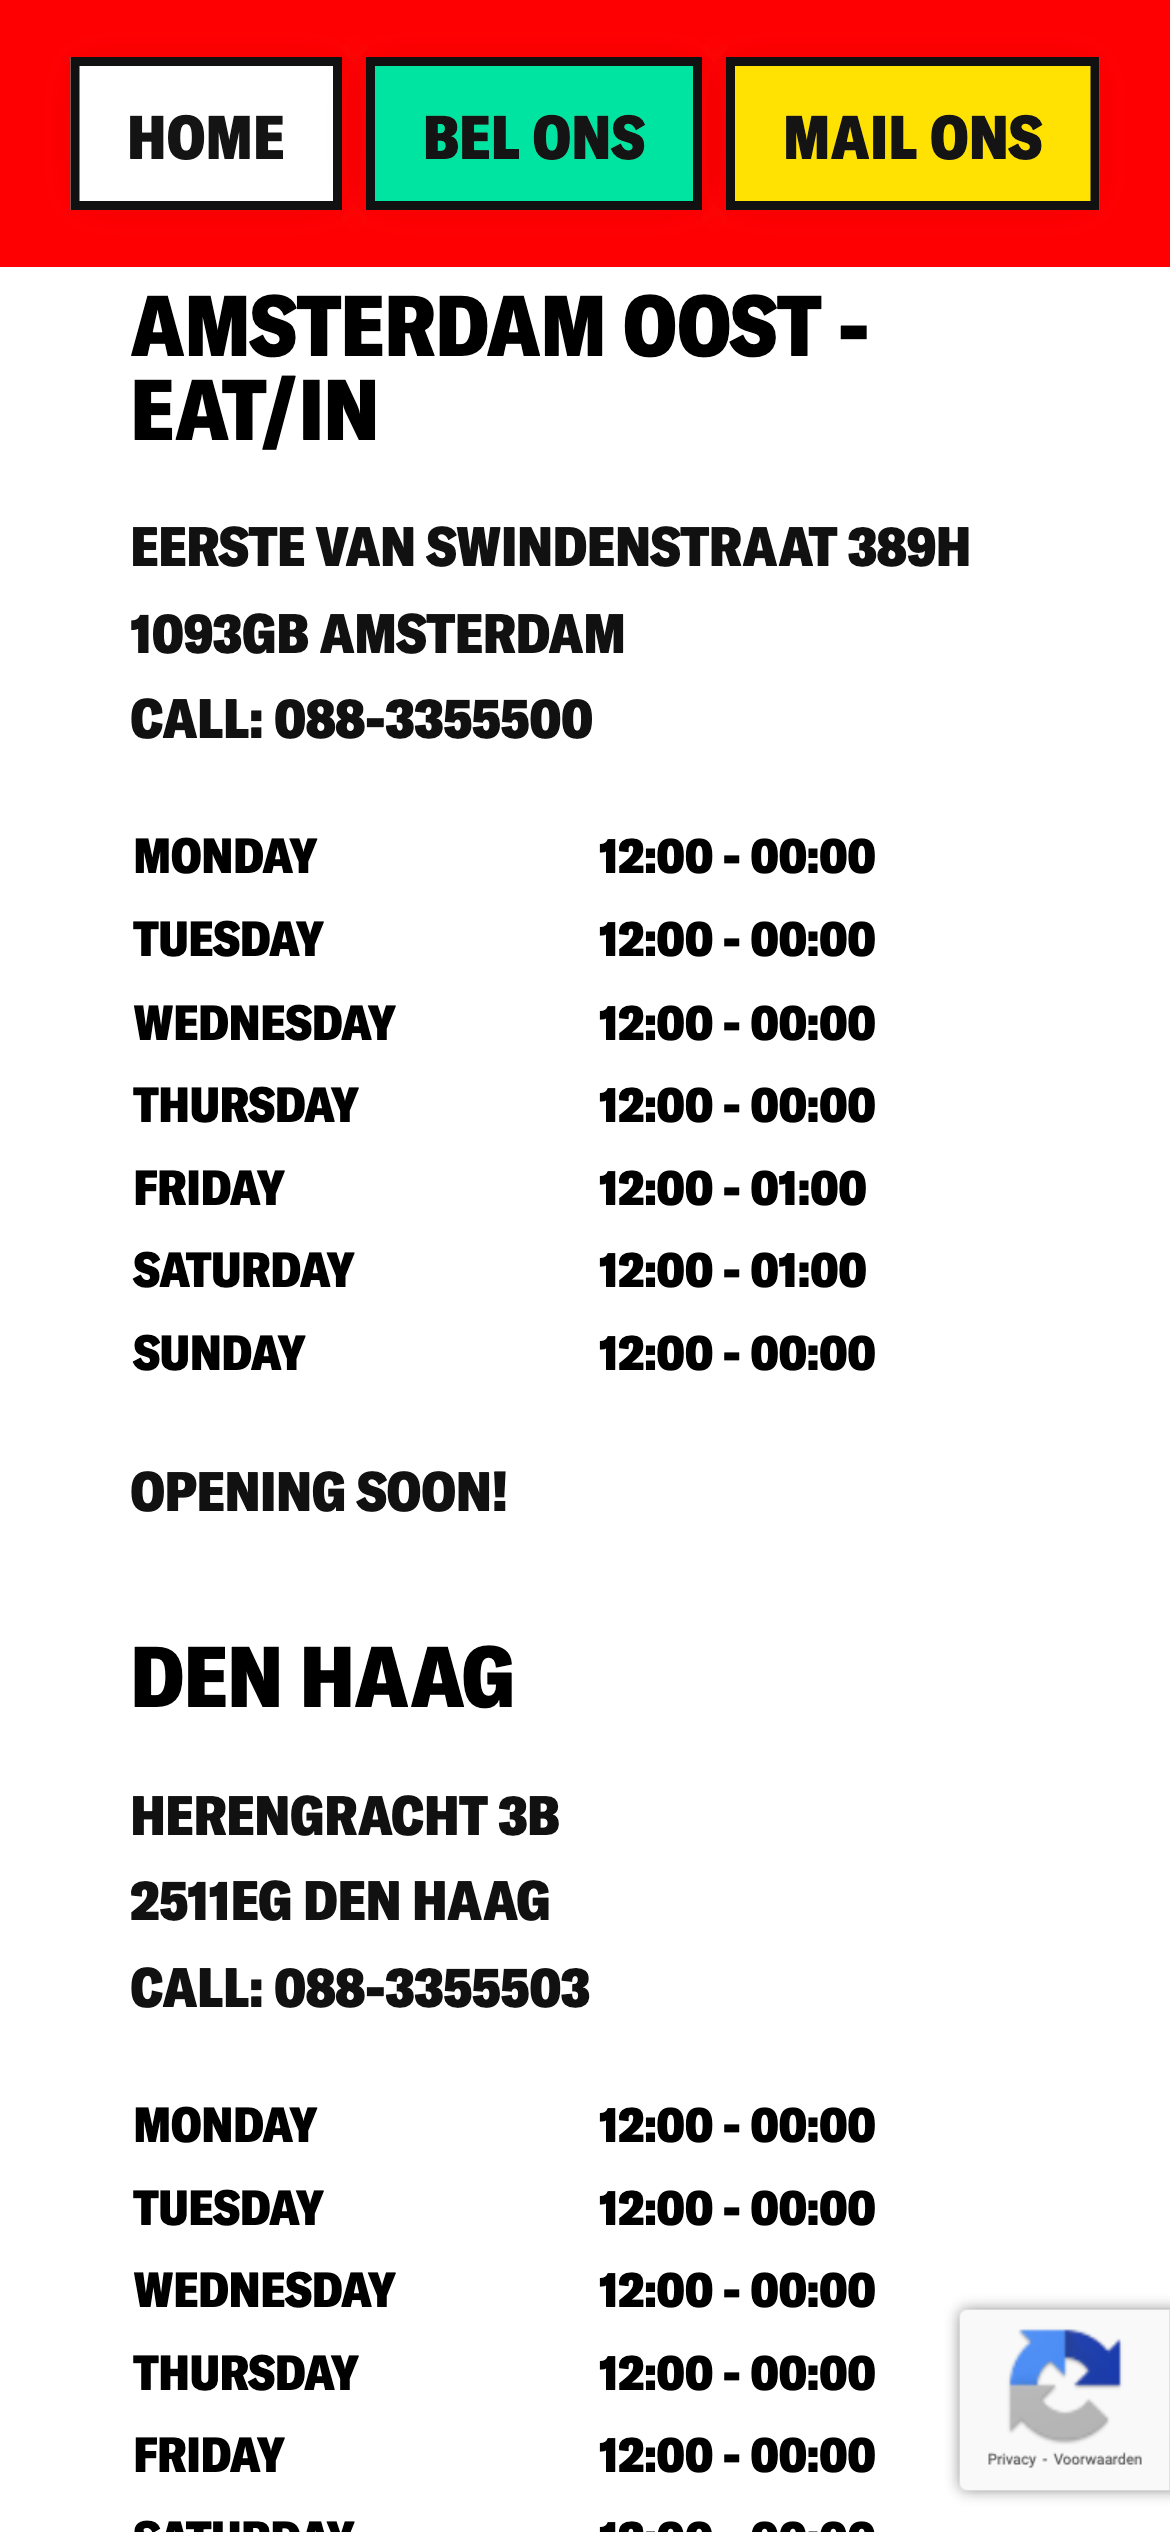 HOME BEL ONS MAIL ONS
AMSTERDAM OOST -
EAT/IN
EERSTE VAN SWINDENSTRAAT 389H
1093GB AMSTERDAM
CALL: 088-3355500
MONDAY 12:00 - 00:00
TUESDAY 12:00 - 00:00
WEDNESDAY 12:00 - 00:00
THURSDAY 12:00 - 00:00
FRIDAY 12:00 - 01:00
SATURDAY 12:00 - 01:00
SUNDAY 12:00 - 00:00
OPENING SOON!
DEN HAAG
HERENGRACHT 3B
2511EG DEN HAAG
CALL: 088-3355503
MONDAY 12:00 - 00:00
TUESDAY 12:00 - 00:00
WEDNESDAY 12:00 - 00:00
THURSDAY 12:00 - 00:00
FRIDAY 12:00 - 00:00
Privacy - Voorwaarden
SATURDAY